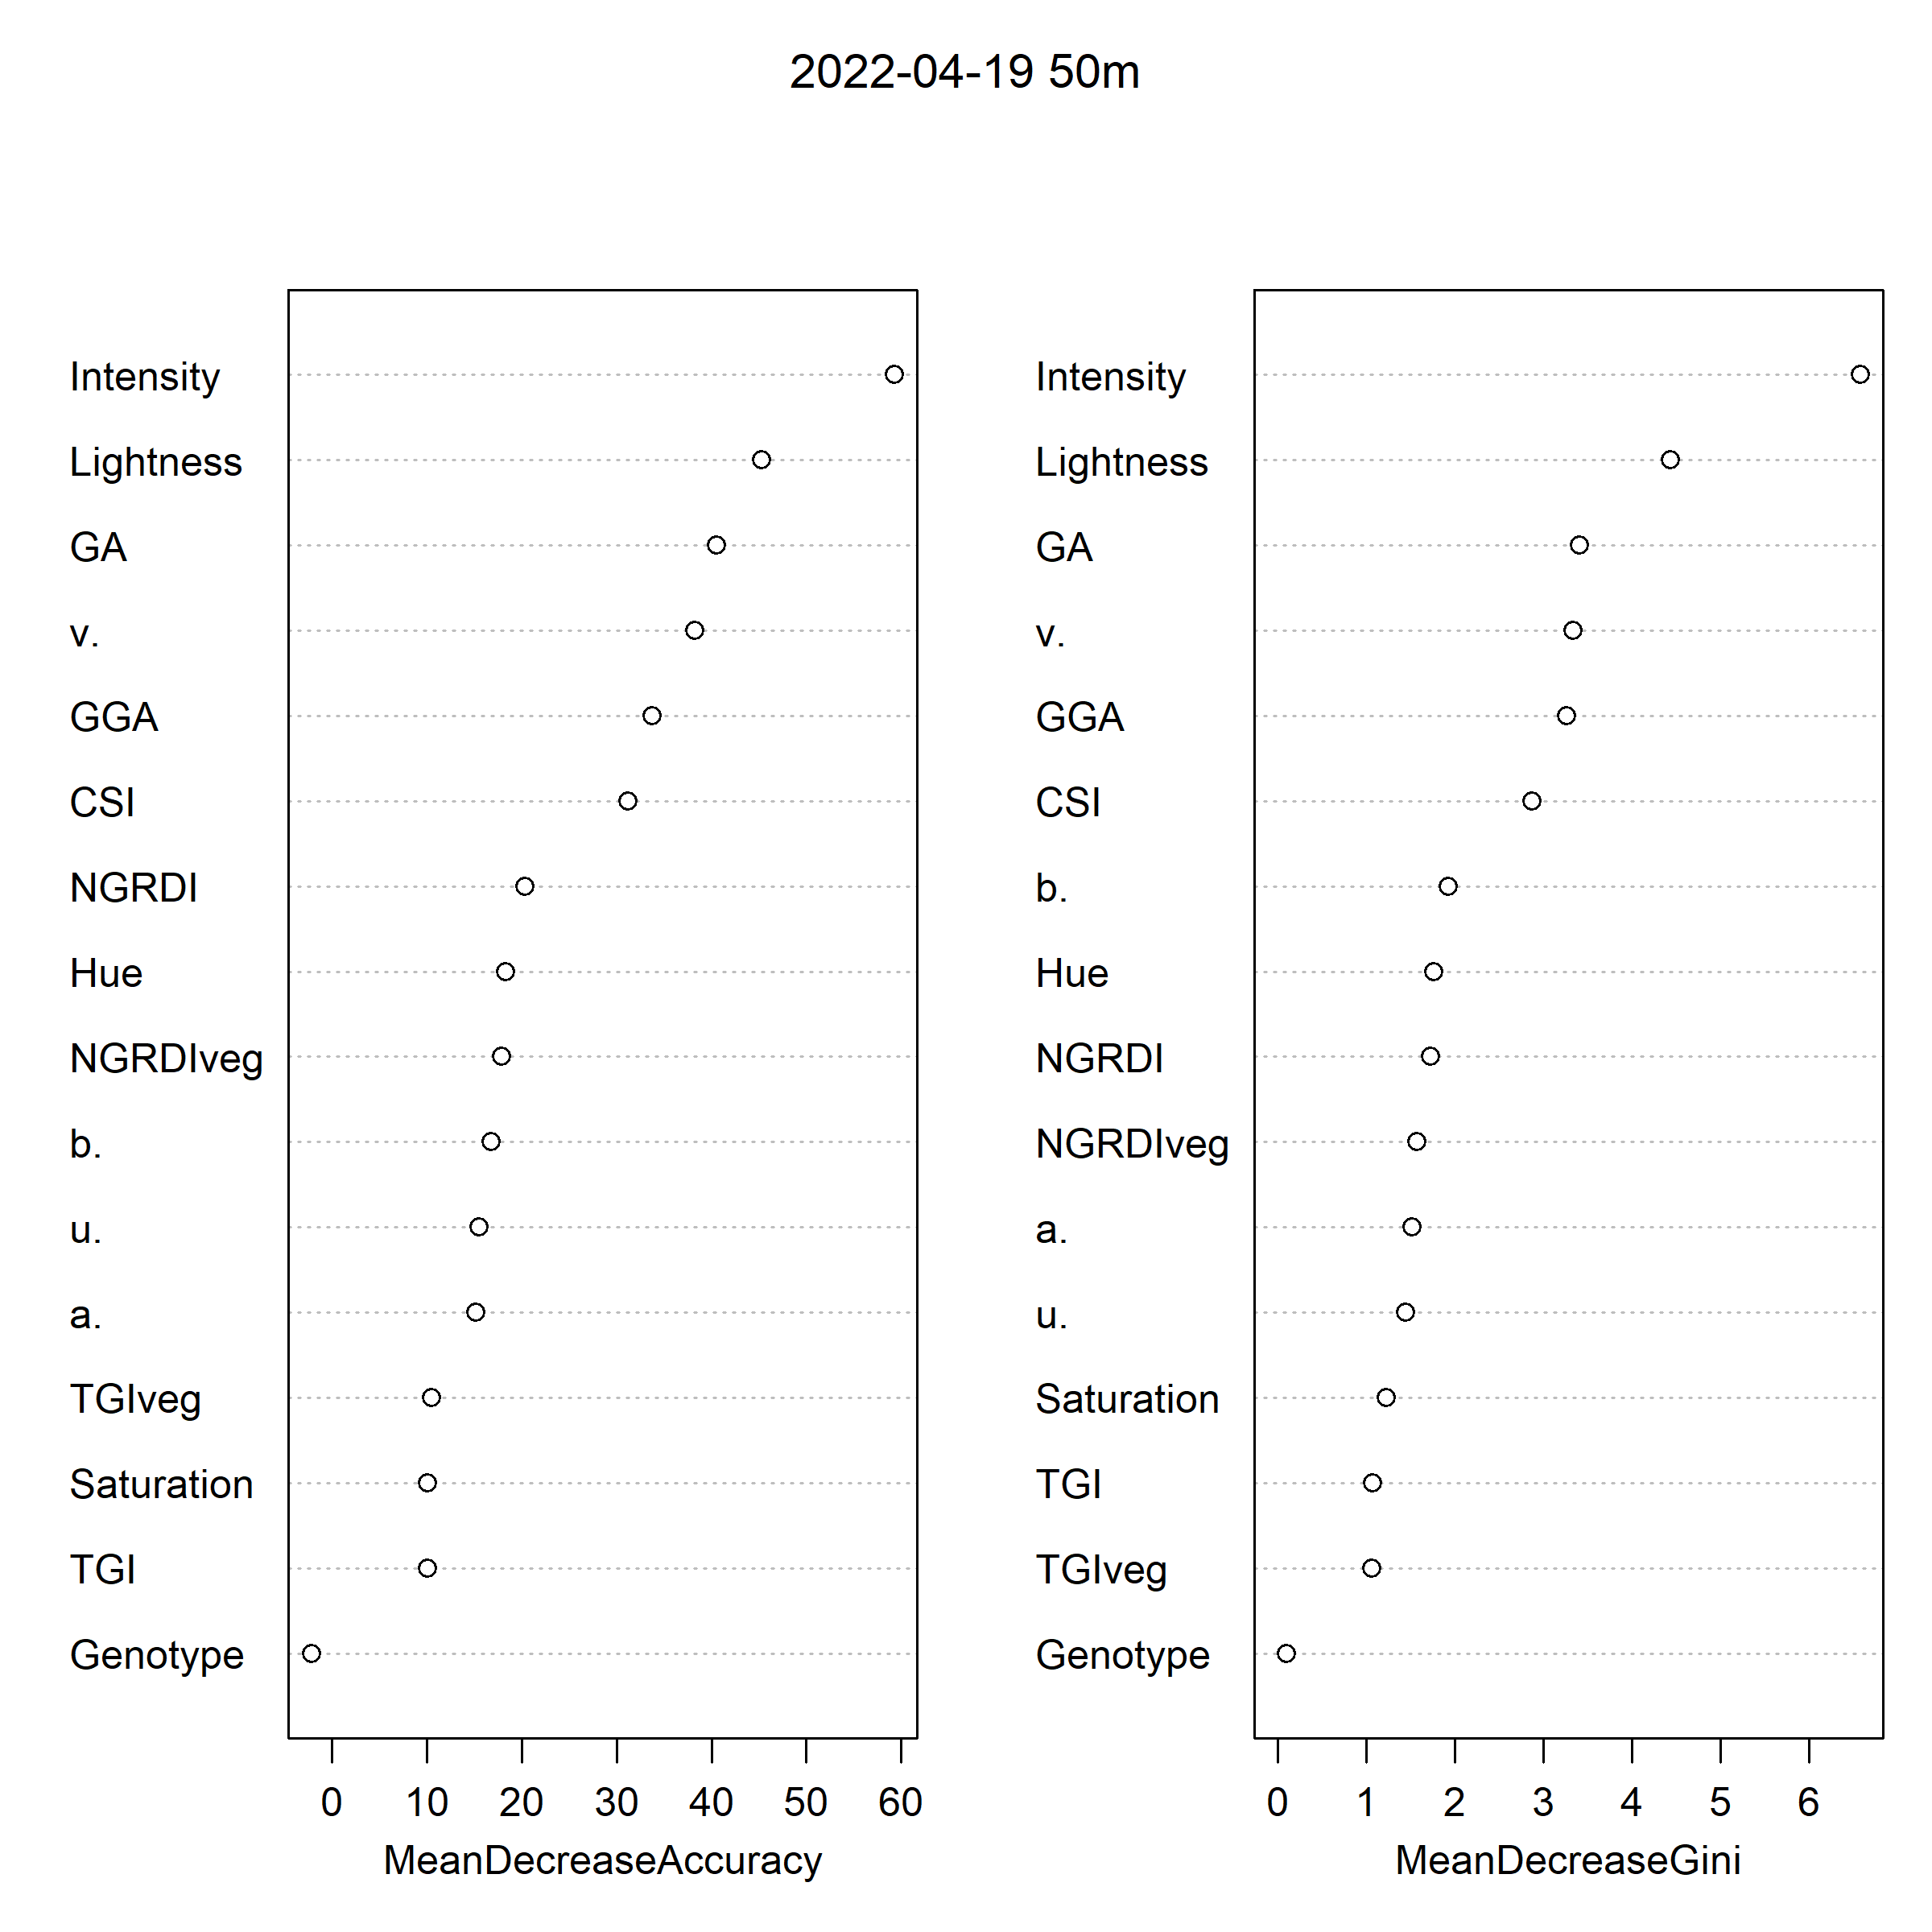 2022-04-19 50m
Intensity
Lightness
GA
v.
GGA
CSI
NGRDI
Hue
NGRDIveg
b.
u.
a.
TGIveg
Saturation
TGI
Genotype
0 10 20 30 40 50 60
MeanDecreaseAccuracy
Intensity
Lightness
GA
v.
GGA
CSI
b.
Hue
NGRDI
NGRDIveg
a.
u.
Saturation
TGI
TGIveg
Genotype
0 1 2 3 4 5 6
MeanDecreaseGini